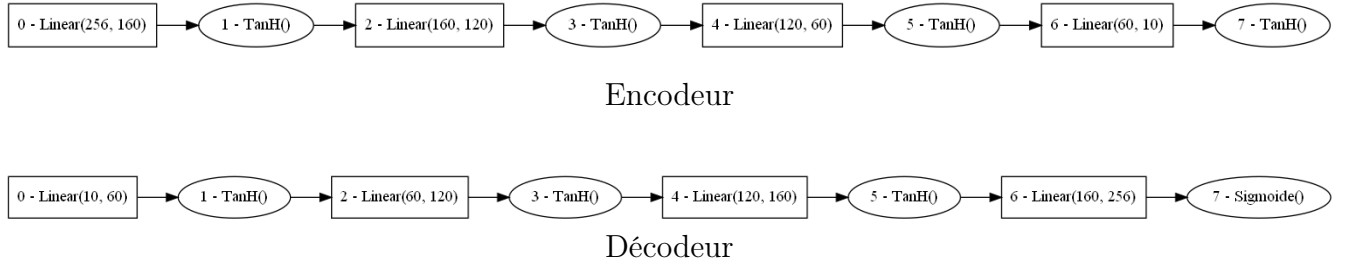 0 - Linear(256, 160) 1 - TanH() 2 - Linear(160, 120) 3 - TanH() 4 - Linear(120, 60) 5 - TanH() 6 - Linear(60, 10) 7 - TanH()
Encodeur
0 - Linear(10, 60) 1 - TanH() 2 - Linear(60, 120) 3 - TanH() 4 - Linear(120, 160) 5 - TanH() 6 - Linear(160, 256) 7 - Sigmoide()
Décodeur